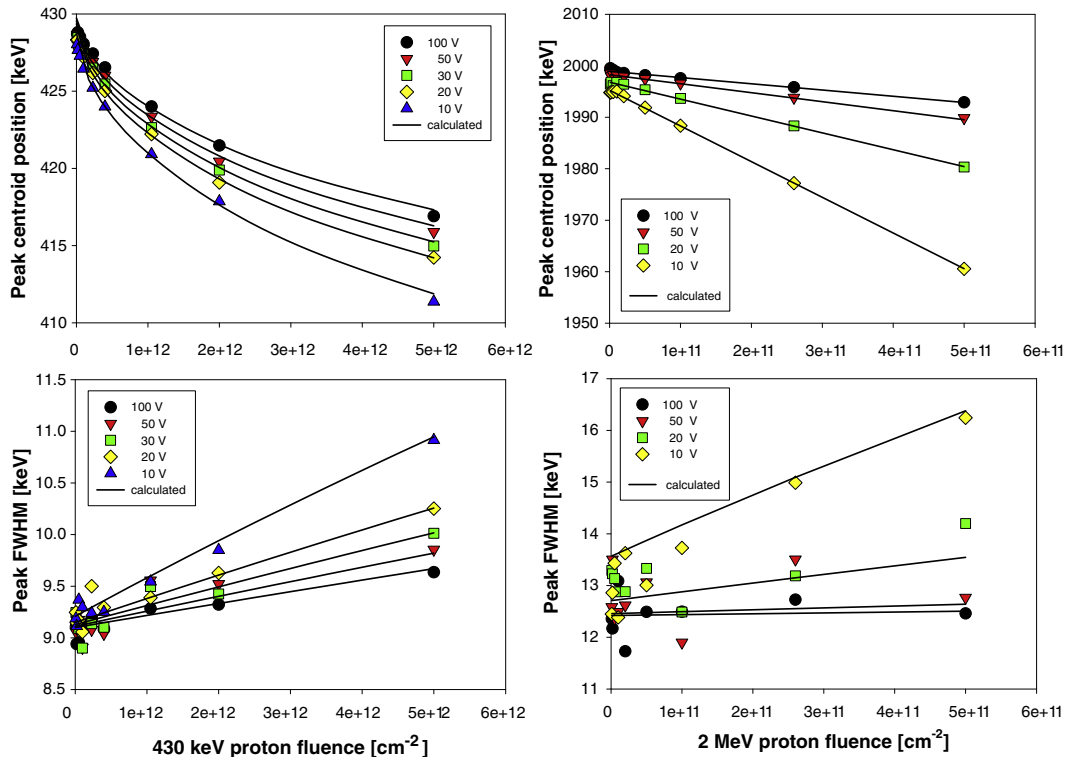 Peak centroid position [keV]
430
425
420
415
410
100 V
50 V
30 V
20 V
10 V
calculated
0 1e+12 2e+12 3e+12 4e+12 5e+12 6e+12
Peak centroid position [keV]
2010
2000
1990
1980
1970
1960
1950
100 V
50 V
20 V
10 V
calculated
0 1e+11 2e+11 3e+11 4e+11 5e+11 6e+11
Peak FWHM [keV]
11.5
11.0
10.5
10.0
9.5
9.0
8.5
100 V
50 V
30 V
20 V
10 V
calculated
0 1e+12 2e+12 3e+12 4e+12 5e+12 6e+12
430 keV proton fluence [cm⁻²]
Peak FWHM [keV]
17
16
15
14
13
12
11
100 V
50 V
20 V
10 V
calculated
0 1e+11 2e+11 3e+11 4e+11 5e+11 6e+11
2 MeV proton fluence [cm⁻²]